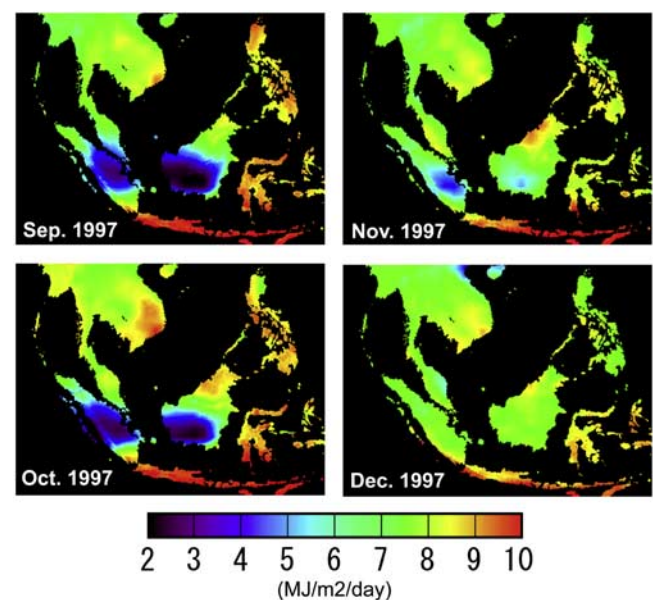 Sep. 1997
Nov. 1997
Oct. 1997
Dec. 1997
2 3 4 5 6 7 8 9 10
(MJ/m2/day)